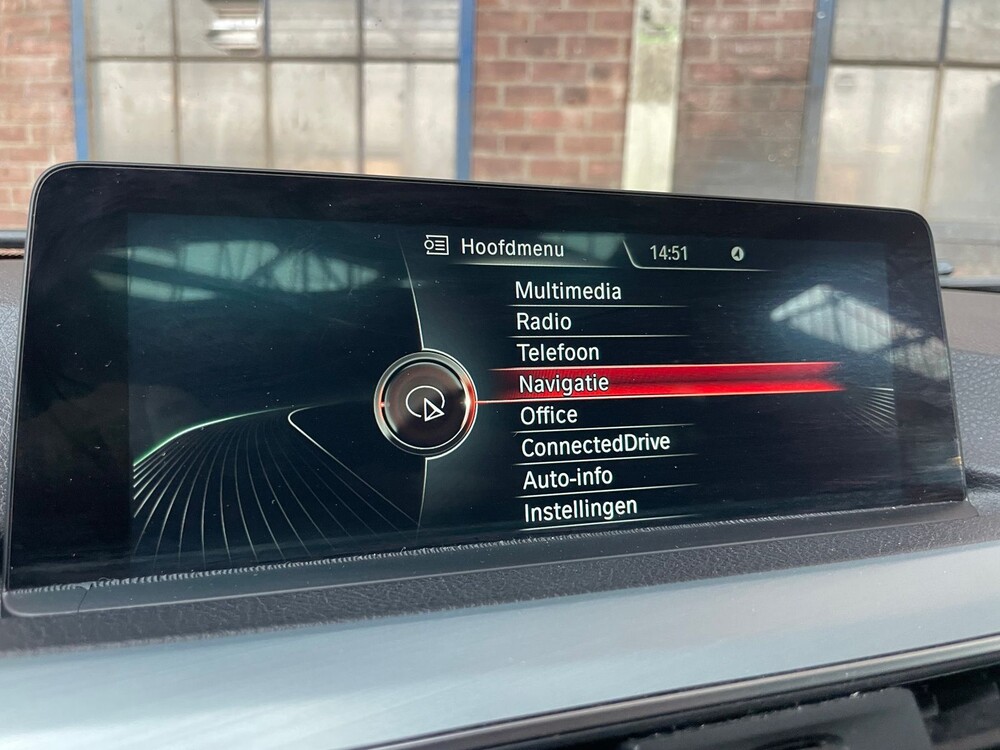 Hoofdmenu 14:51
Multimedia
Radio
Telefoon
Navigatie
Office
ConnectedDrive
Auto-info
Instellingen